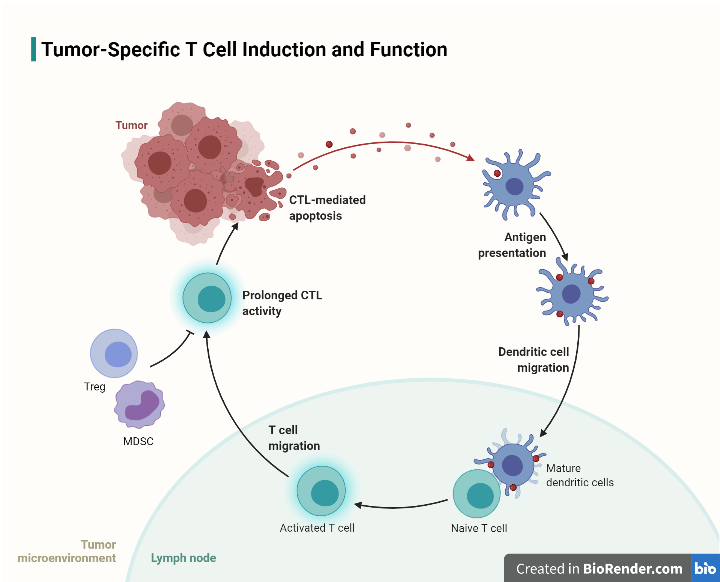 Tumor-Specific T Cell Induction and Function
Tumor
CTL-mediated
apoptosis
Antigen
presentation
Prolonged CTL
activity
Treg
MDSC
Dendritic cell
migration
T cell
migration
Mature
dendritic cells
Activated T cell
Naive T cell
Tumor
microenvironment
Lymph node
Created in BioRender.com bio